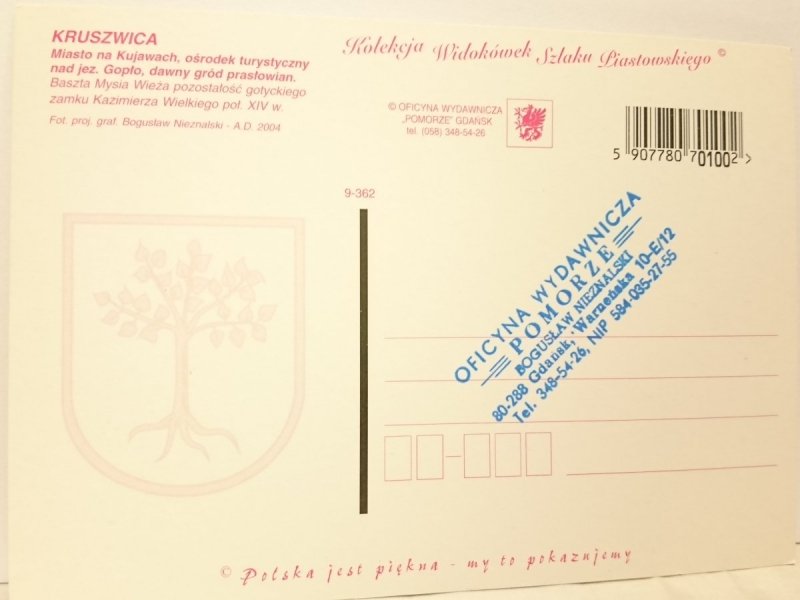 KRUSZWICA
Miasto na Kujawach, ośrodek turystyczny
nad jez. Gopło, dawny gród prasłowian.
Baszta Mysia Wieża pozostałość gotyckiego
zamku Kazimierza Wielkiego poł. XIV w.
Fot. proj. graf. Bogusław Nieznalski - A.D. 2004
Kolekcja Widokówek Szlaku Piastowskiego ©
© OFICYNA WYDAWNICZA
„POMORZE" GDAŃSK
tel. (058) 348-54-26
5 907780 701002 >
9-362
OFICYNA WYDAWNICZA
POMORZE
BOGUSŁAW NIEZNALSKI
80-288 Gdańsk, Warneńska 10-E/12
Tel. 348-54-26, NIP 584-035-27-55
© Polska jest piękna - my to pokazujemy